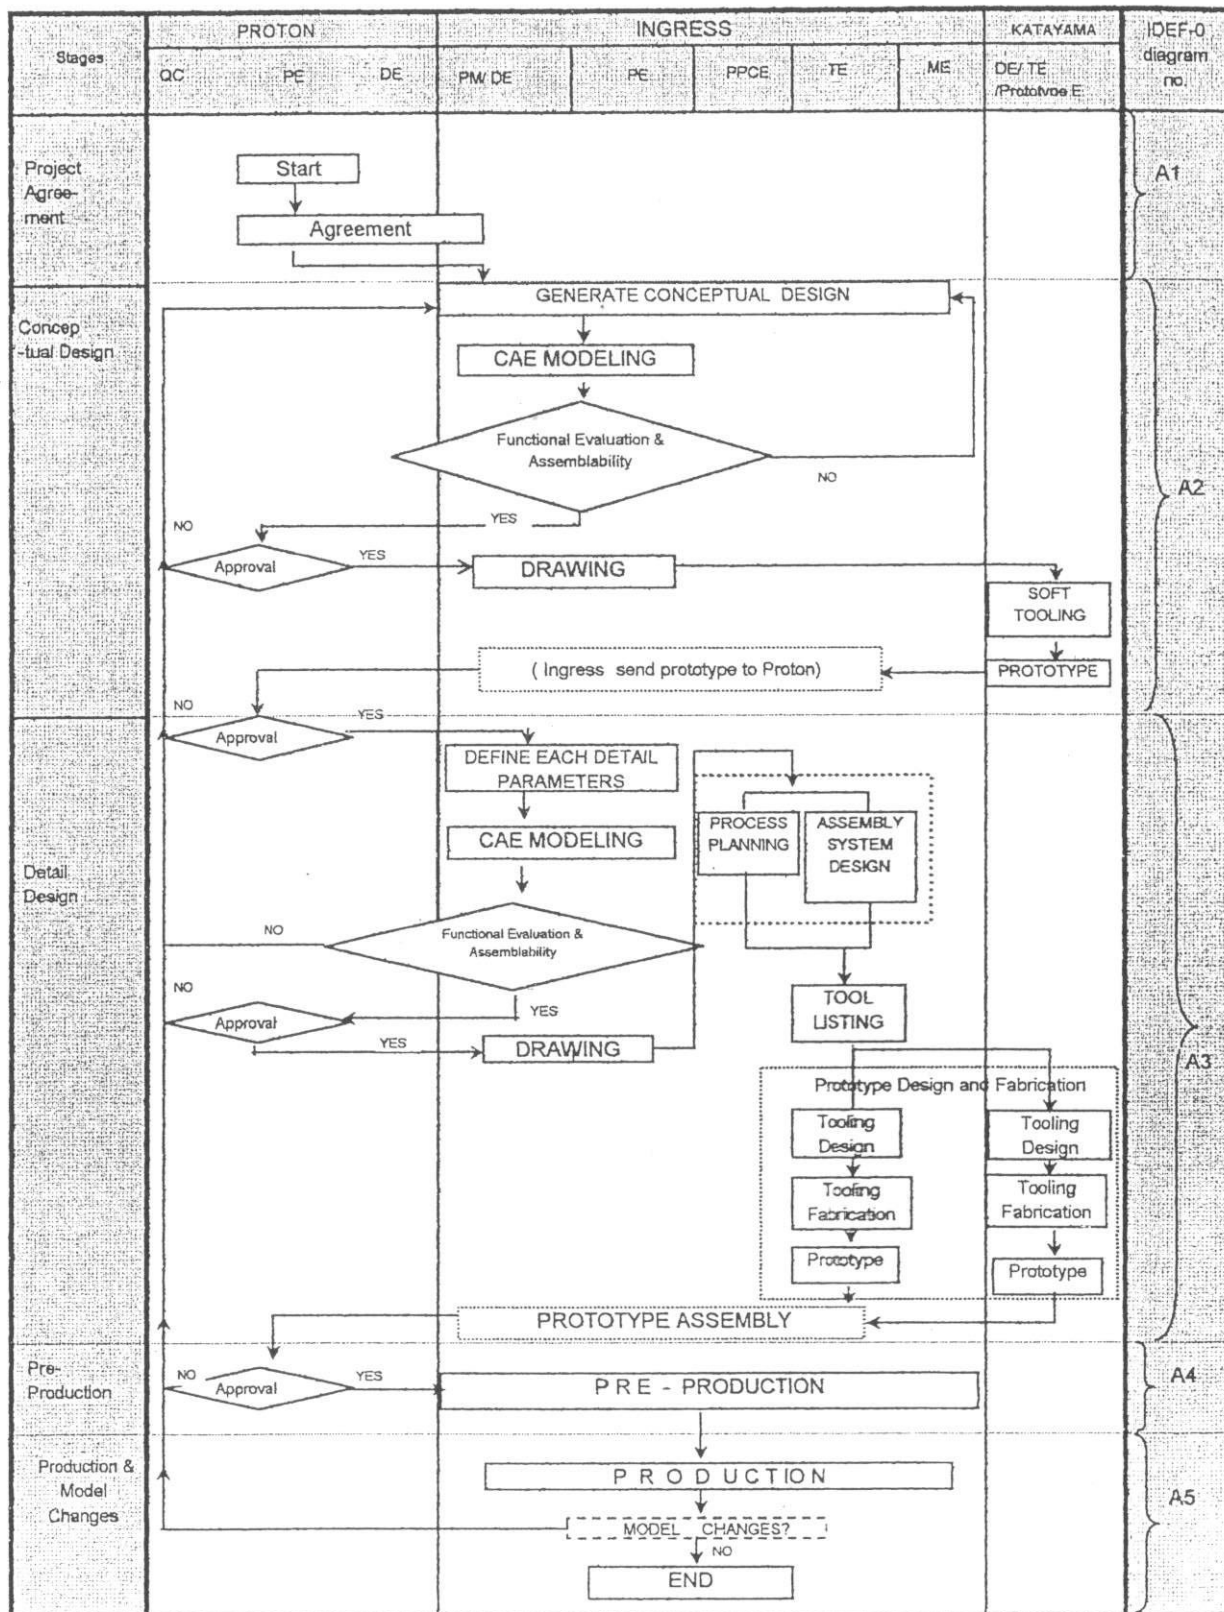 Stages
PROTON
INGRESS
KATAYAMA
IDEF-0
diagram
no.
QC
PE
DE
PM/ DE
PE
PPCE
TE
ME
DE/ TE
/Prototype E.
Project
Agree-
ment
Start
Agreement
A1
GENERATE CONCEPTUAL DESIGN
Concep
-tual Design
CAE MODELING
Functional Evaluation &
Assemblability
NO
A2
YES
NO
Approval
YES
DRAWING
SOFT
TOOLING
( Ingress send prototype to Proton)
PROTOTYPE
NO
Approval
YES
DEFINE EACH DETAIL
PARAMETERS
PROCESS
PLANNING
ASSEMBLY
SYSTEM
DESIGN
CAE MODELING
Detail
Design
NO
Functional Evaluation &
Assemblability
NO
YES
TOOL
LISTING
Approval
YES
DRAWING
A3
Prototype Design and Fabrication
Tooling
Design
Tooling
Design
Tooling
Fabrication
Tooling
Fabrication
Prototype
Prototype
PROTOTYPE ASSEMBLY
Pre-
Production
NO
Approval
YES
PRE - PRODUCTION
A4
Production &
Model
Changes
PRODUCTION
A5
MODEL CHANGES?
NO
END